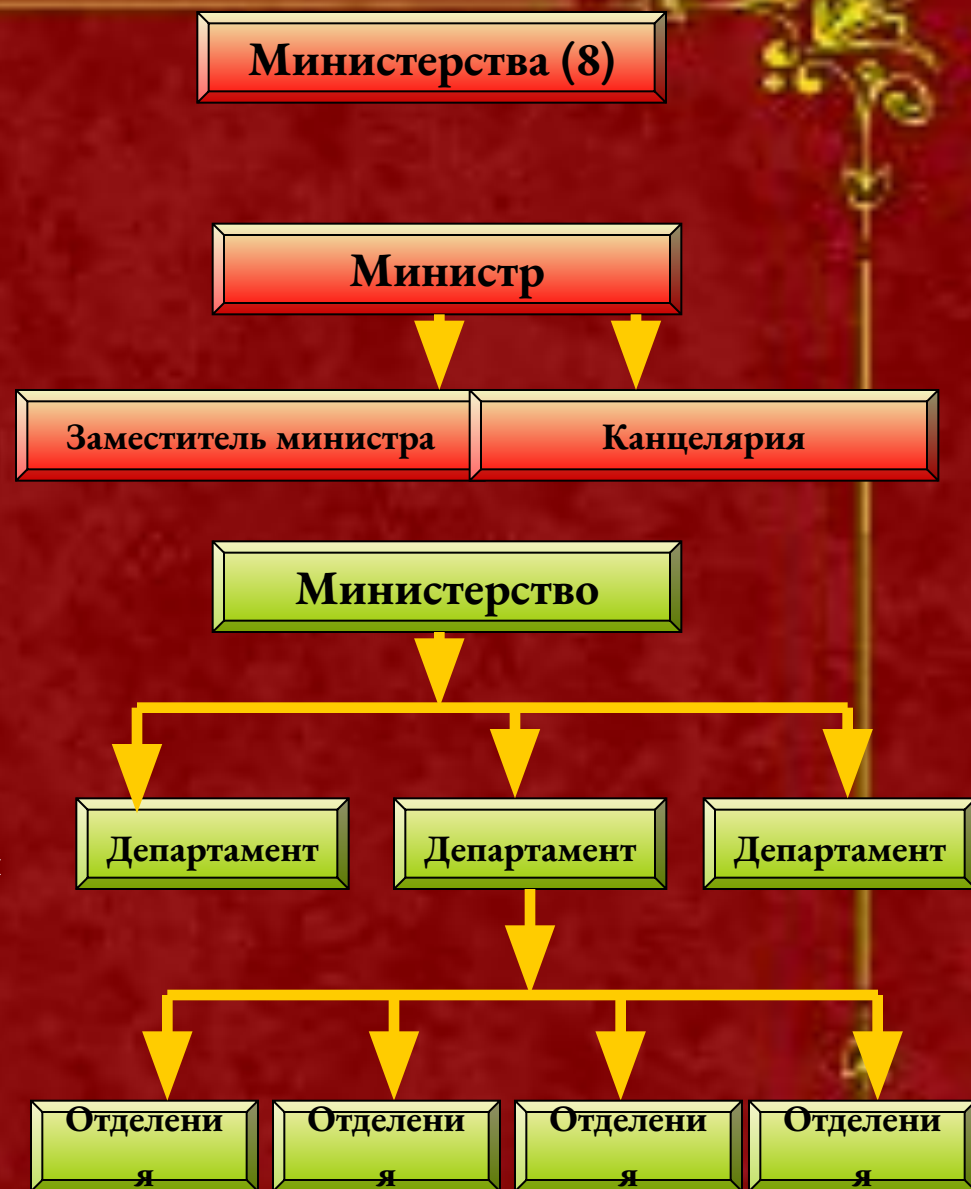 Министерства (8)
Министр
Заместитель министра
Канцелярия
Министерство
Департамент
Департамент
Департамент
Отделени
я
Отделени
я
Отделени
я
Отделени
я